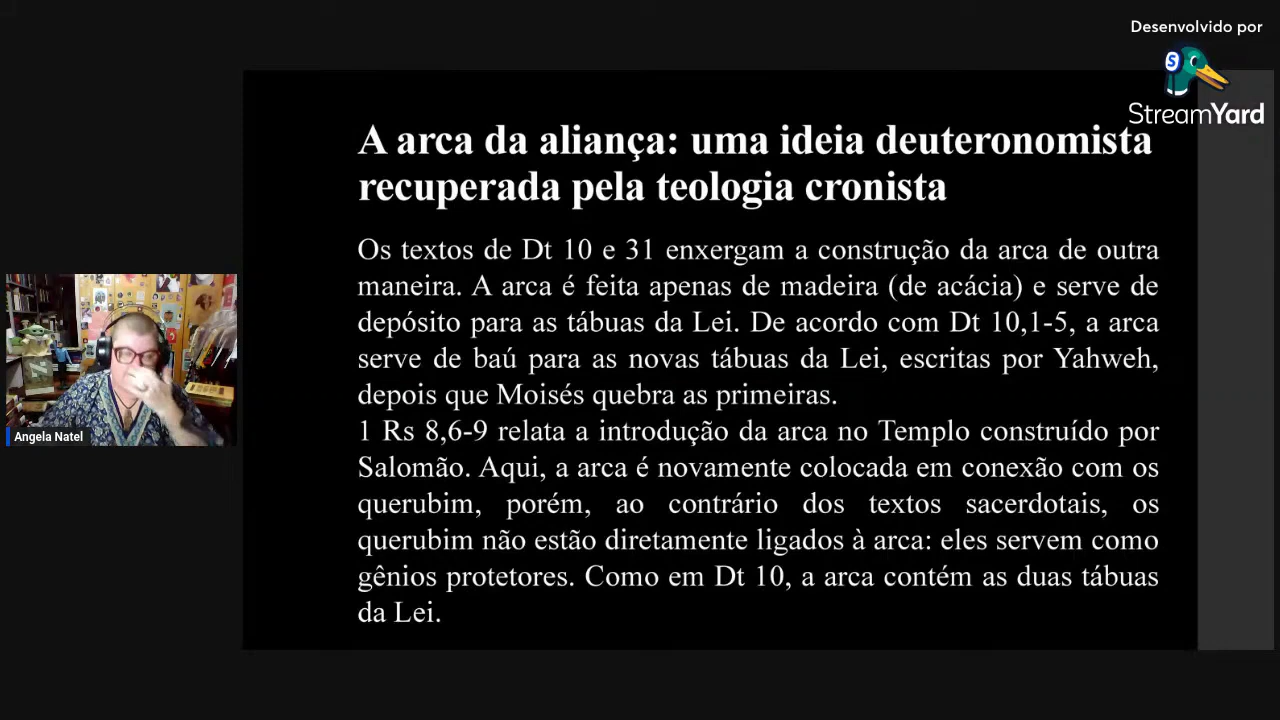 Desenvolvido por
StreamYard
A arca da aliança: uma ideia deuteronomista
recuperada pela teologia cronista
Os textos de Dt 10 e 31 enxergam a construção da arca de outra
maneira. A arca é feita apenas de madeira (de acácia) e serve de
depósito para as tábuas da Lei. De acordo com Dt 10,1-5, a arca
serve de baú para as novas tábuas da Lei, escritas por Yahweh,
depois que Moisés quebra as primeiras.
1 Rs 8,6-9 relata a introdução da arca no Templo construído por
Salomão. Aqui, a arca é novamente colocada em conexão com os
querubim, porém, ao contrário dos textos sacerdotais, os
querubim não estão diretamente ligados à arca: eles servem como
gênios protetores. Como em Dt 10, a arca contém as duas tábuas
da Lei.
Angela Natel